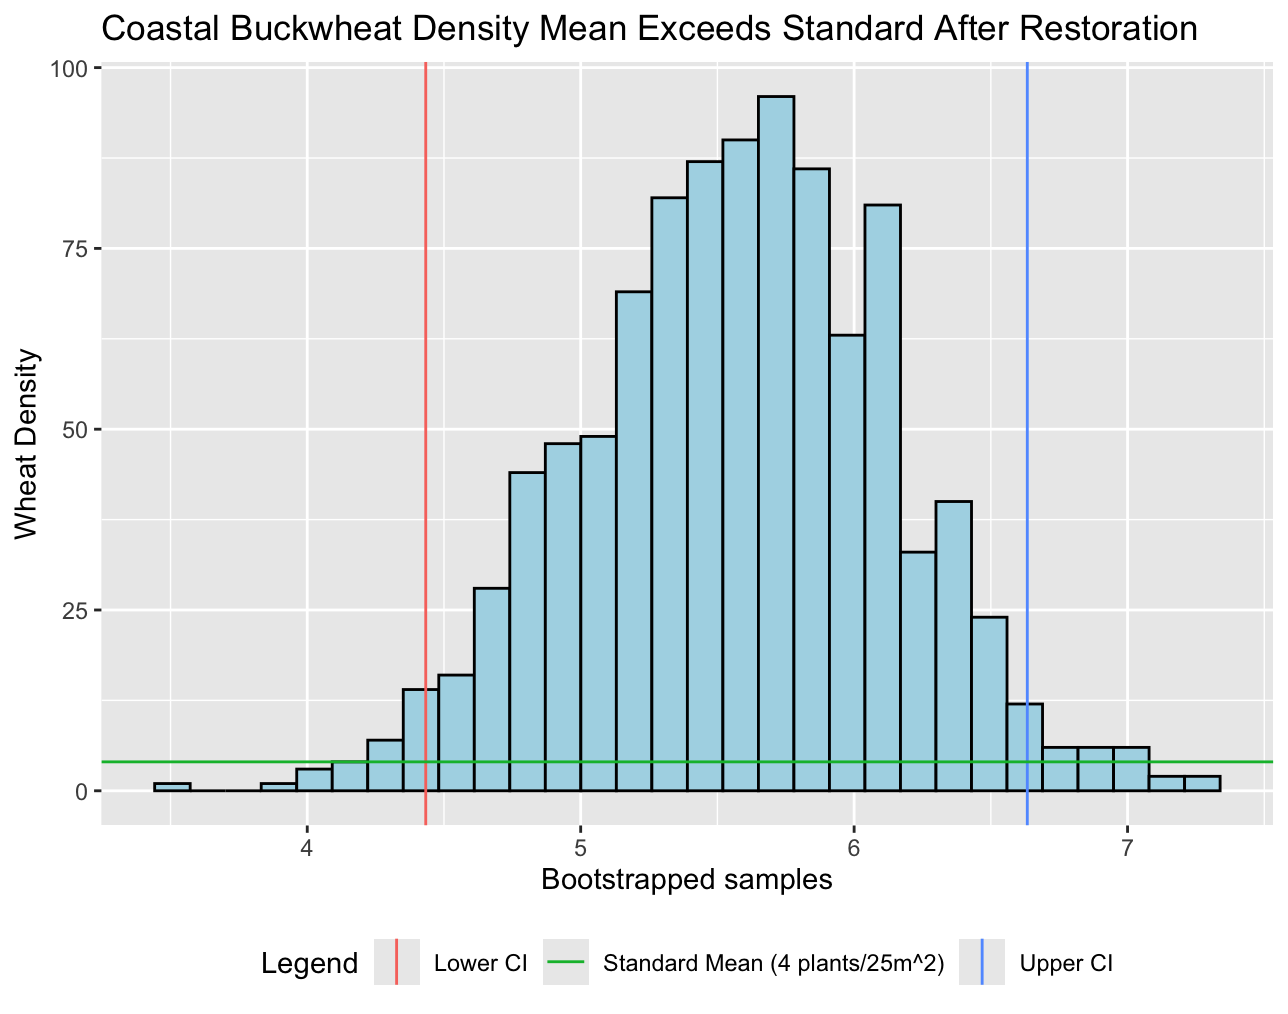 Coastal Buckwheat Density Mean Exceeds Standard After Restoration
100
75
50
25
0
Wheat Density
4 5 6 7
Bootstrapped samples
Legend Lower CI Standard Mean (4 plants/25m^2) Upper CI